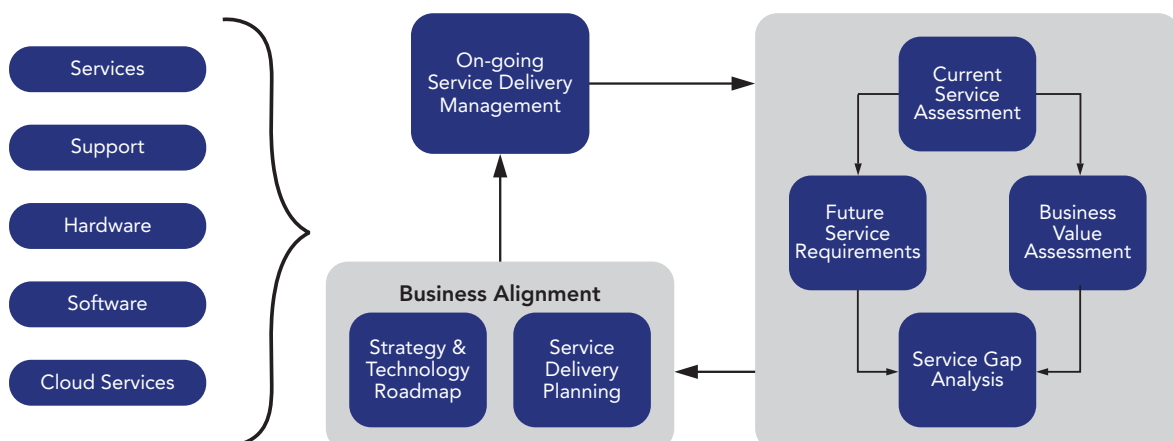 Services
Support
Hardware
Software
Cloud Services
On-going
Service Delivery
Management
Business Alignment
Strategy &
Technology
Roadmap
Service
Delivery
Planning
Current
Service
Assessment
Future
Service
Requirements
Business
Value
Assessment
Service Gap
Analysis